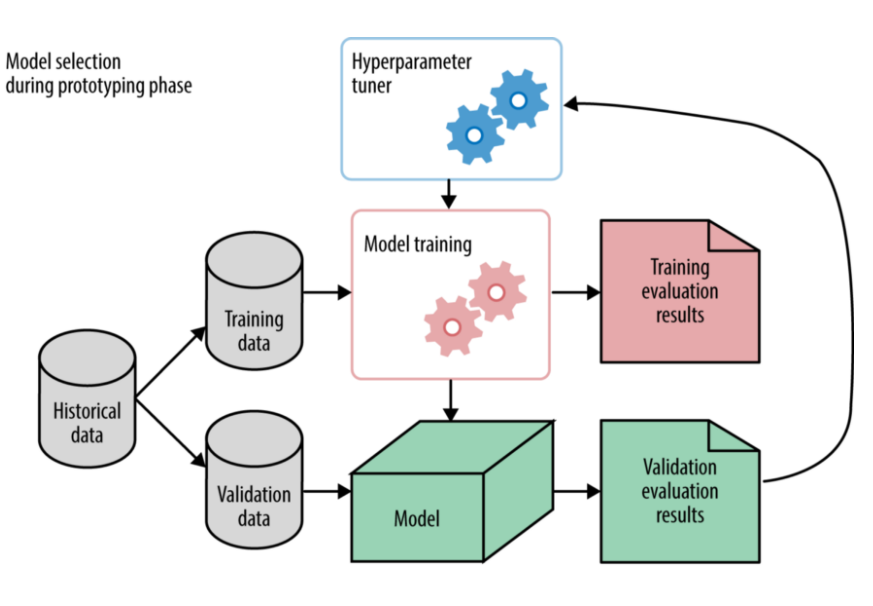 Model selection
during prototyping phase
Hyperparameter
tuner
Model training
Training
evaluation
results
Training
data
Historical
data
Validation
data
Model
Validation
evaluation
results